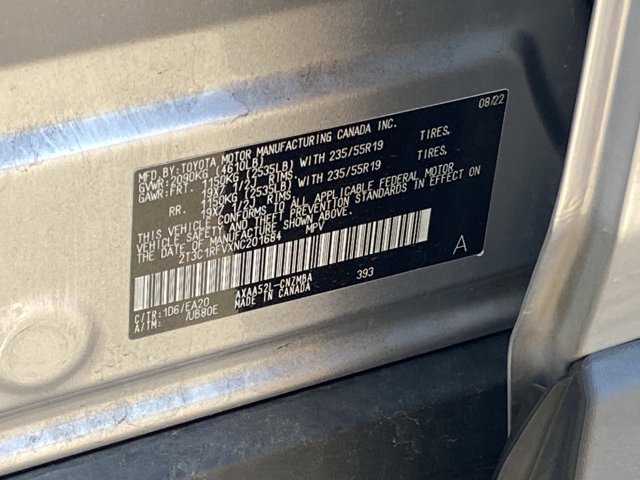 MFD.BY:TOYOTA MOTOR MANUFACTURING CANADA INC. 08/22
GVWR:2090KG (4610LB)
GAWR:FRT. 1150KG (2535LB) WITH 235/55R19 TIRES,
19X7 1/2J RIMS
RR. 1150KG (2535LB) WITH 235/55R19 TIRES,
19X7 1/2J RIMS
THIS VEHICLE CONFORMS TO ALL APPLICABLE FEDERAL MOTOR
VEHICLE SAFETY STANDARDS IN EFFECT ON
THE DATE OF MANUFACTURE SHOWN ABOVE.
2T3C1RFVXNC201684 MPV
A
C/TR:1D6/EA20 AXAA52L-CNZMBA 393
A/TM: /UB80E MADE IN CANADA